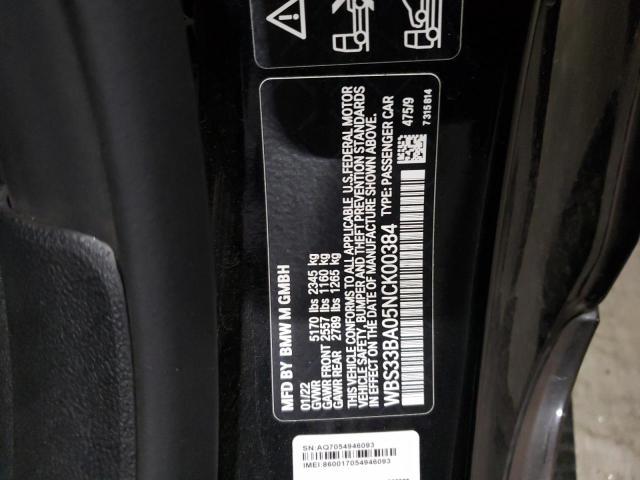 MFD BY BMW M GMBH
01/22
GVWR 5170 lbs 2345 kg
GAWR FRONT 2557 lbs 1160 kg
GAWR REAR 2789 lbs 1265 kg
THIS VEHICLE CONFORMS TO ALL APPLICABLE U.S.FEDERAL MOTOR
VEHICLE SAFETY, BUMPER AND THEFT PREVENTION STANDARDS
IN EFFECT ON THE DATE OF MANUFACTURE SHOWN ABOVE.
WBS33BA05NCK00384 TYPE: PASSENGER CAR
475/9
7315814
SN:AQ7054946093
IMEI:860017054946093